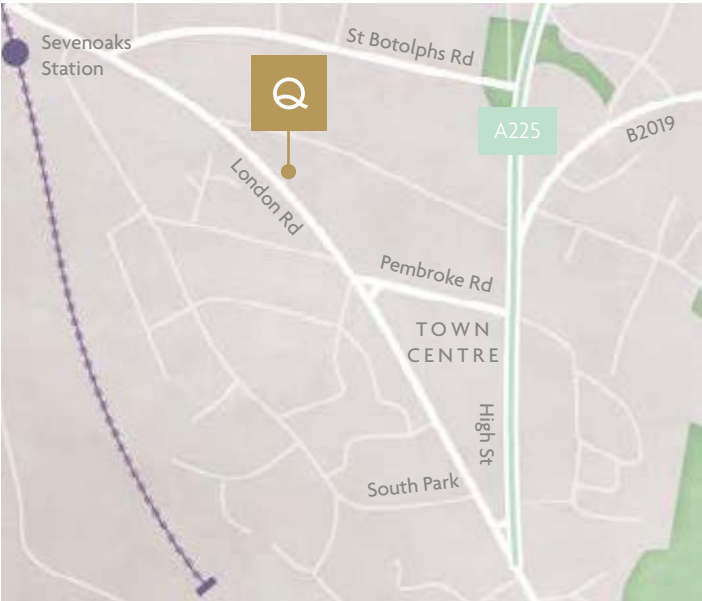 Sevenoaks
Station
St Botolphs Rd
Q
A225
B2019
London Rd
Pembroke Rd
TOWN
CENTRE
High St
South Park